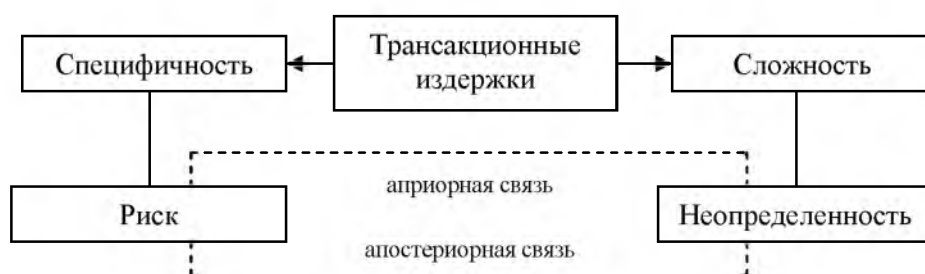 Специфичность
Трансакционные
издержки
Сложность
априорная связь
Риск
Неопределенность
апостериорная связь